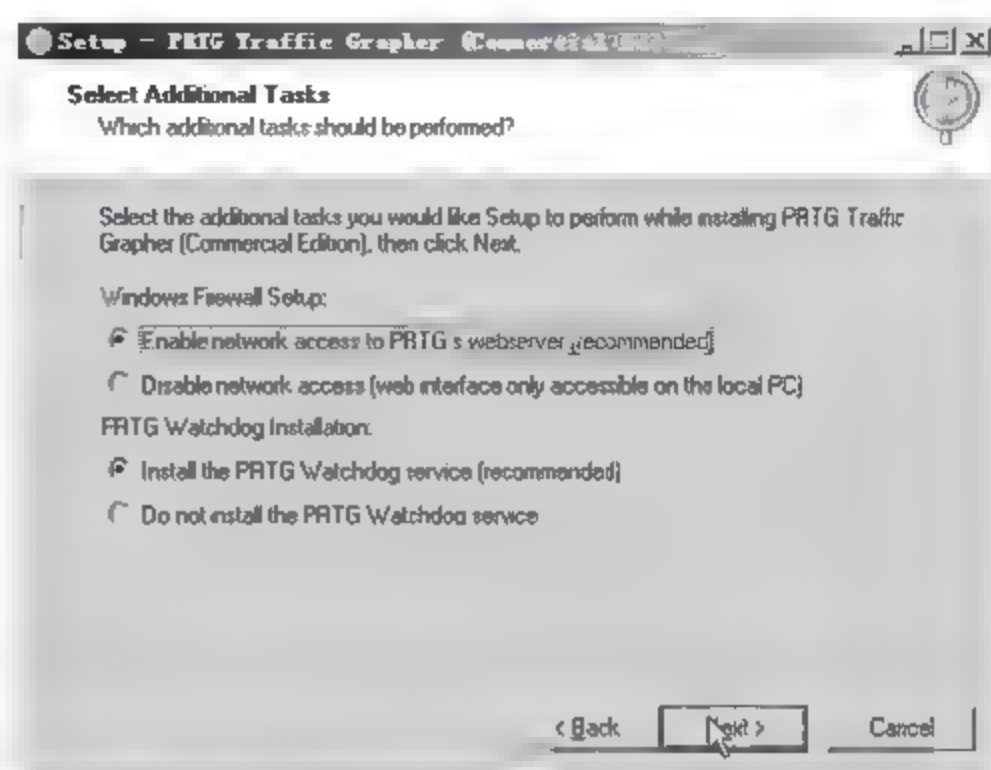 Setup - PRTG Traffic Grapher (Commercial
Select Additional Tasks
Which additional tasks should be performed?
Select the additional tasks you would like Setup to perform while installing PRTG Traffic
Grapher (Commercial Edition), then click Next.
Windows Firewall Setup:
Enable network access to PRTG's webserver (recommended)
Disable network access (web interface only accessible on the local PC)
PRTG Watchdog Installation:
Install the PRTG Watchdog service (recommended)
Do not install the PRTG Watchdog service
< Back
Next >
Cancel